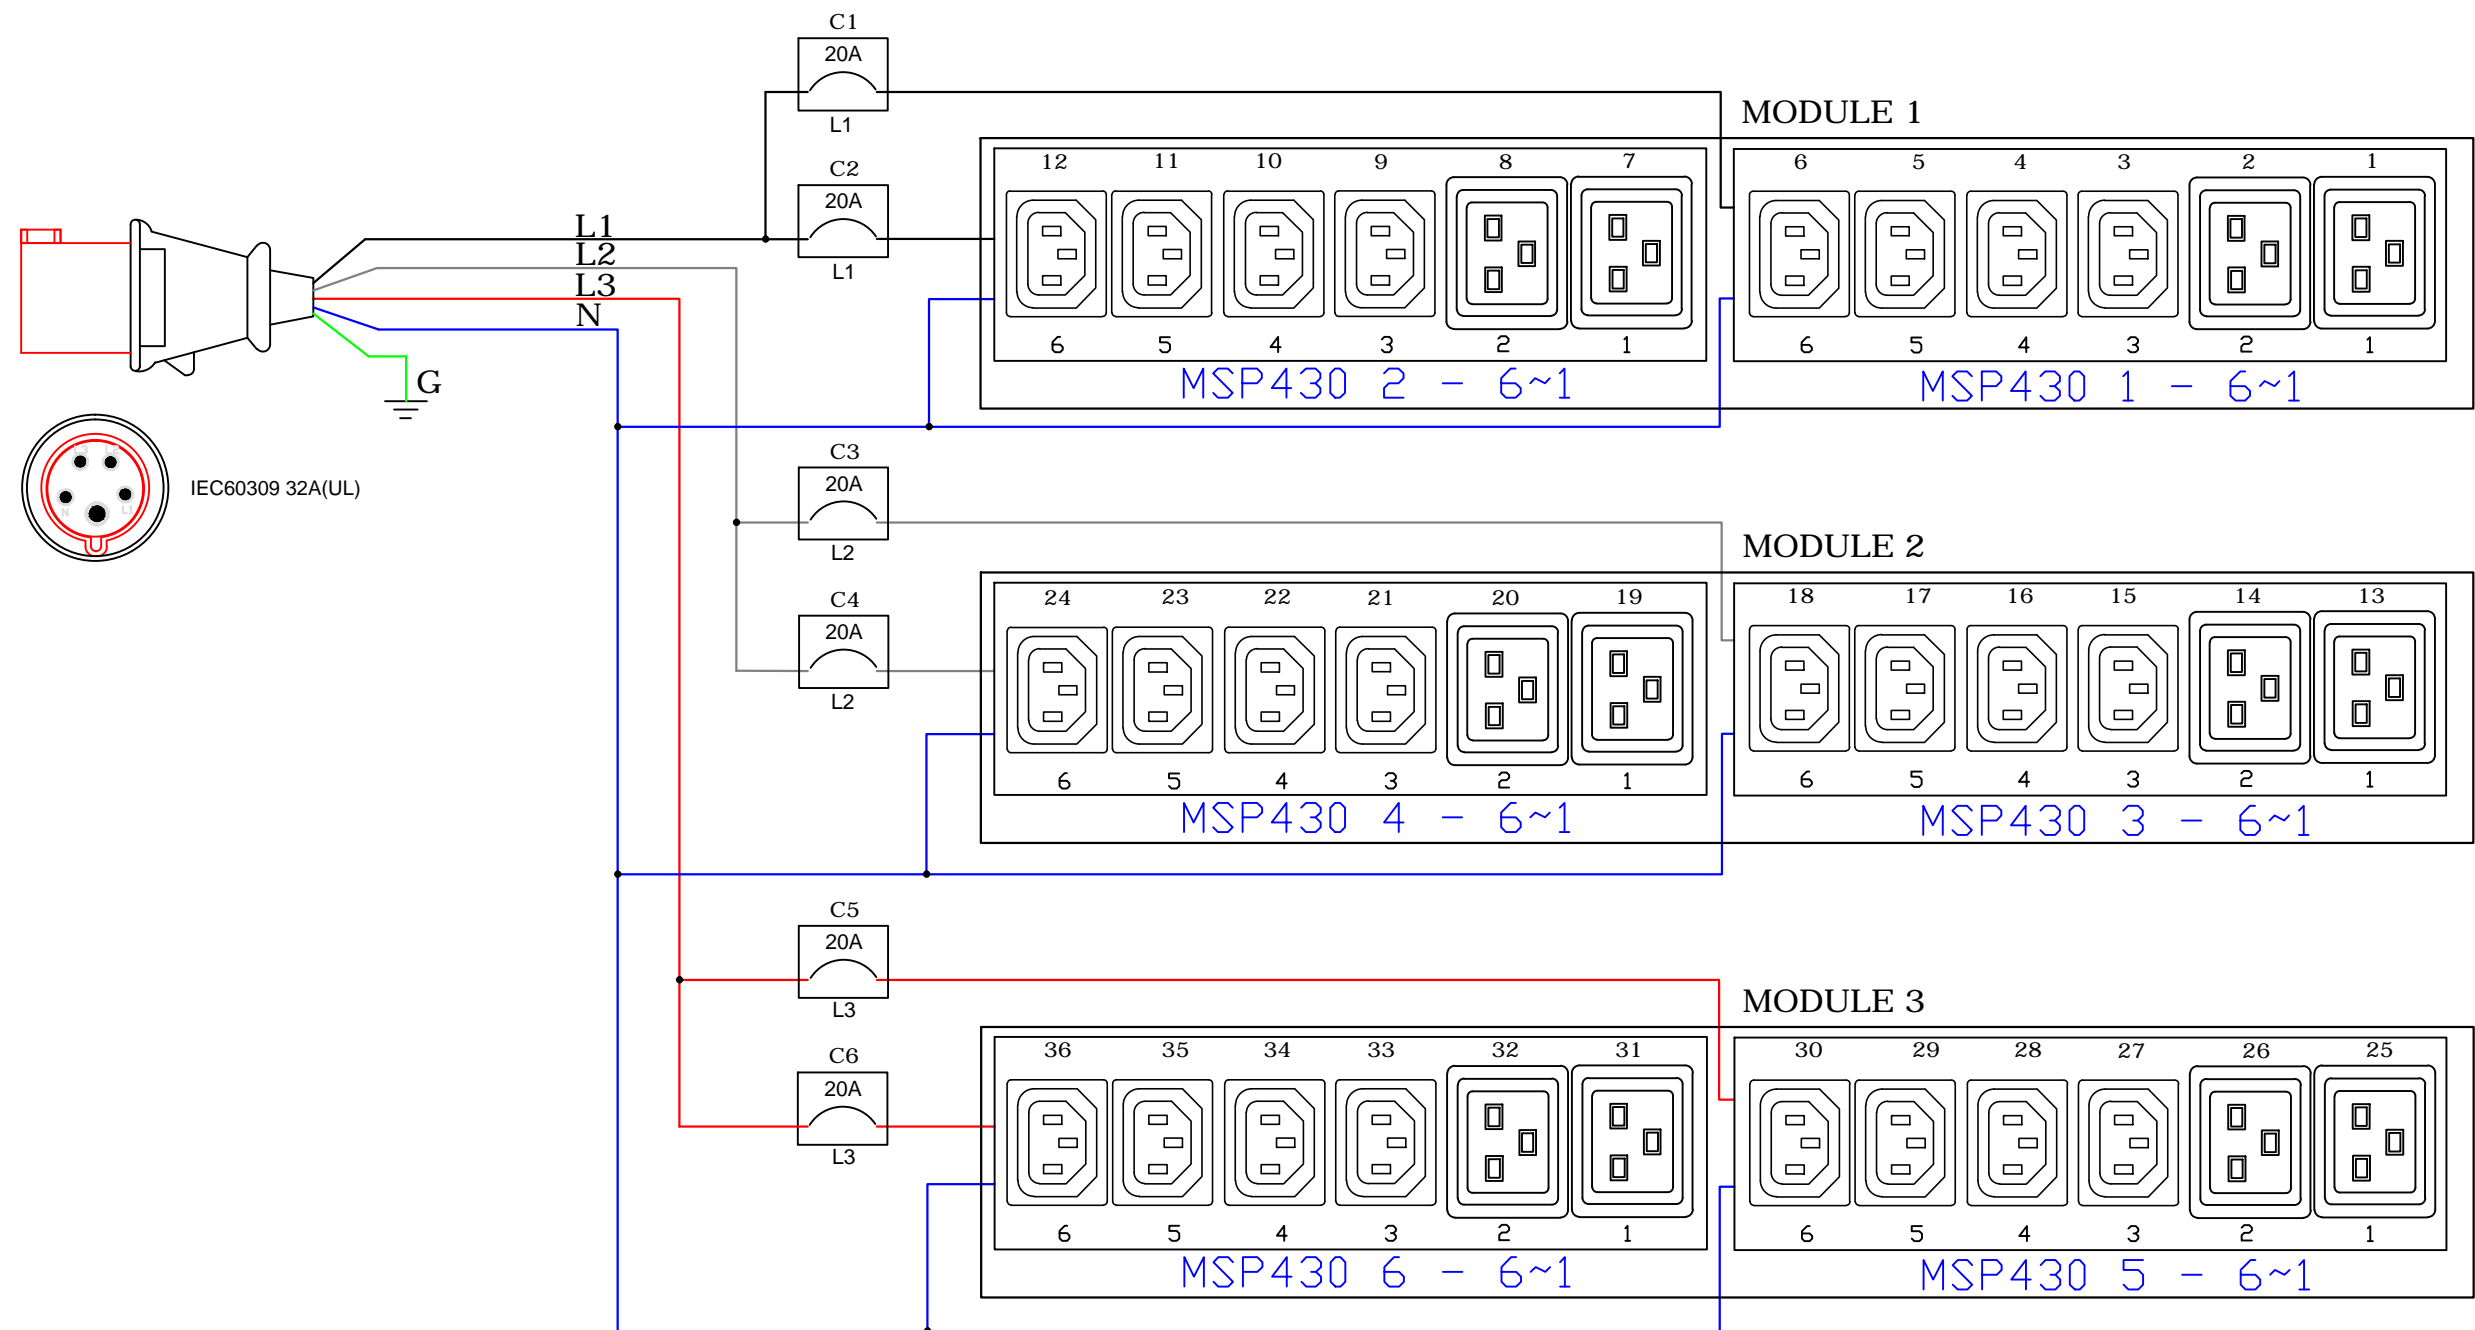 C1
20A
L1
MODULE 1
C2
20A
L1
12 11 10 9 8 7
6 5 4 3 2 1
L1
L2
L3
N
G
6 5 4 3 2 1
6 5 4 3 2 1
MSP430 2 - 6~1
MSP430 1 - 6~1
IEC60309 32A(UL)
L3 L2
N L1
C3
20A
L2
MODULE 2
C4
20A
L2
24 23 22 21 20 19
18 17 16 15 14 13
6 5 4 3 2 1
6 5 4 3 2 1
MSP430 4 - 6~1
MSP430 3 - 6~1
C5
20A
L3
MODULE 3
C6
20A
L3
36 35 34 33 32 31
30 29 28 27 26 25
6 5 4 3 2 1
6 5 4 3 2 1
MSP430 6 - 6~1
MSP430 5 - 6~1